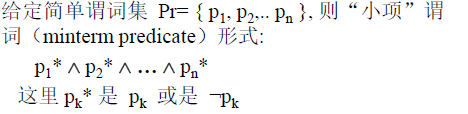 给定简单谓词集 Pr= { p₁, p₂,.. pₙ }, 则“小项”谓
词（minterm predicate）形式:
p₁* ∧ p₂* ∧ … ∧ pₙ*
这里 pₖ* 是 pₖ 或是 ¬pₖ